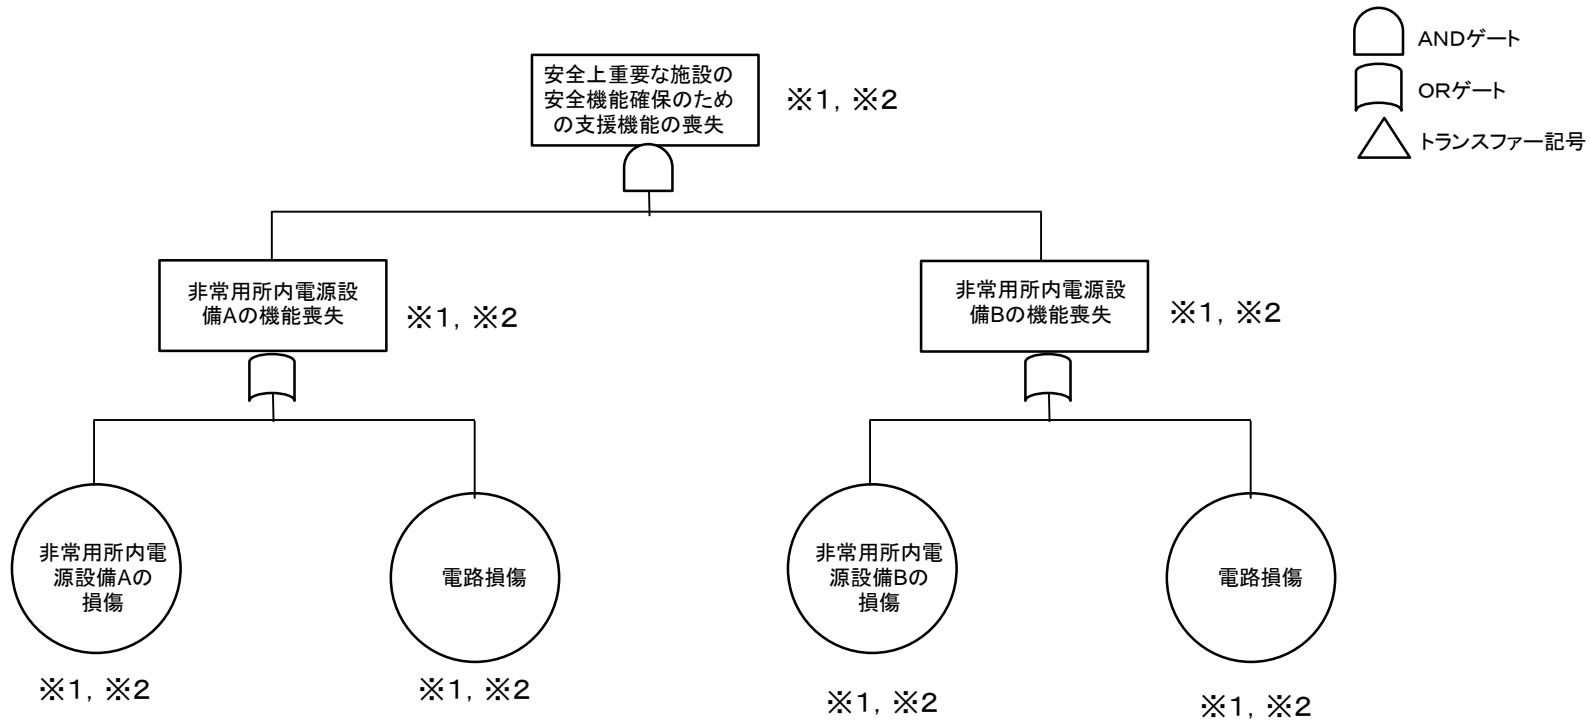 ANDゲート
ORゲート
トランスファー記号
安全上重要な施設の
安全機能確保のため
の支援機能の喪失
※1, ※2
非常用所内電源設
備Aの機能喪失
※1, ※2
非常用所内電源設
備Bの機能喪失
※1, ※2
非常用所内電
源設備Aの
損傷
※1, ※2
電路損傷
※1, ※2
非常用所内電
源設備Bの
損傷
※1, ※2
電路損傷
※1, ※2